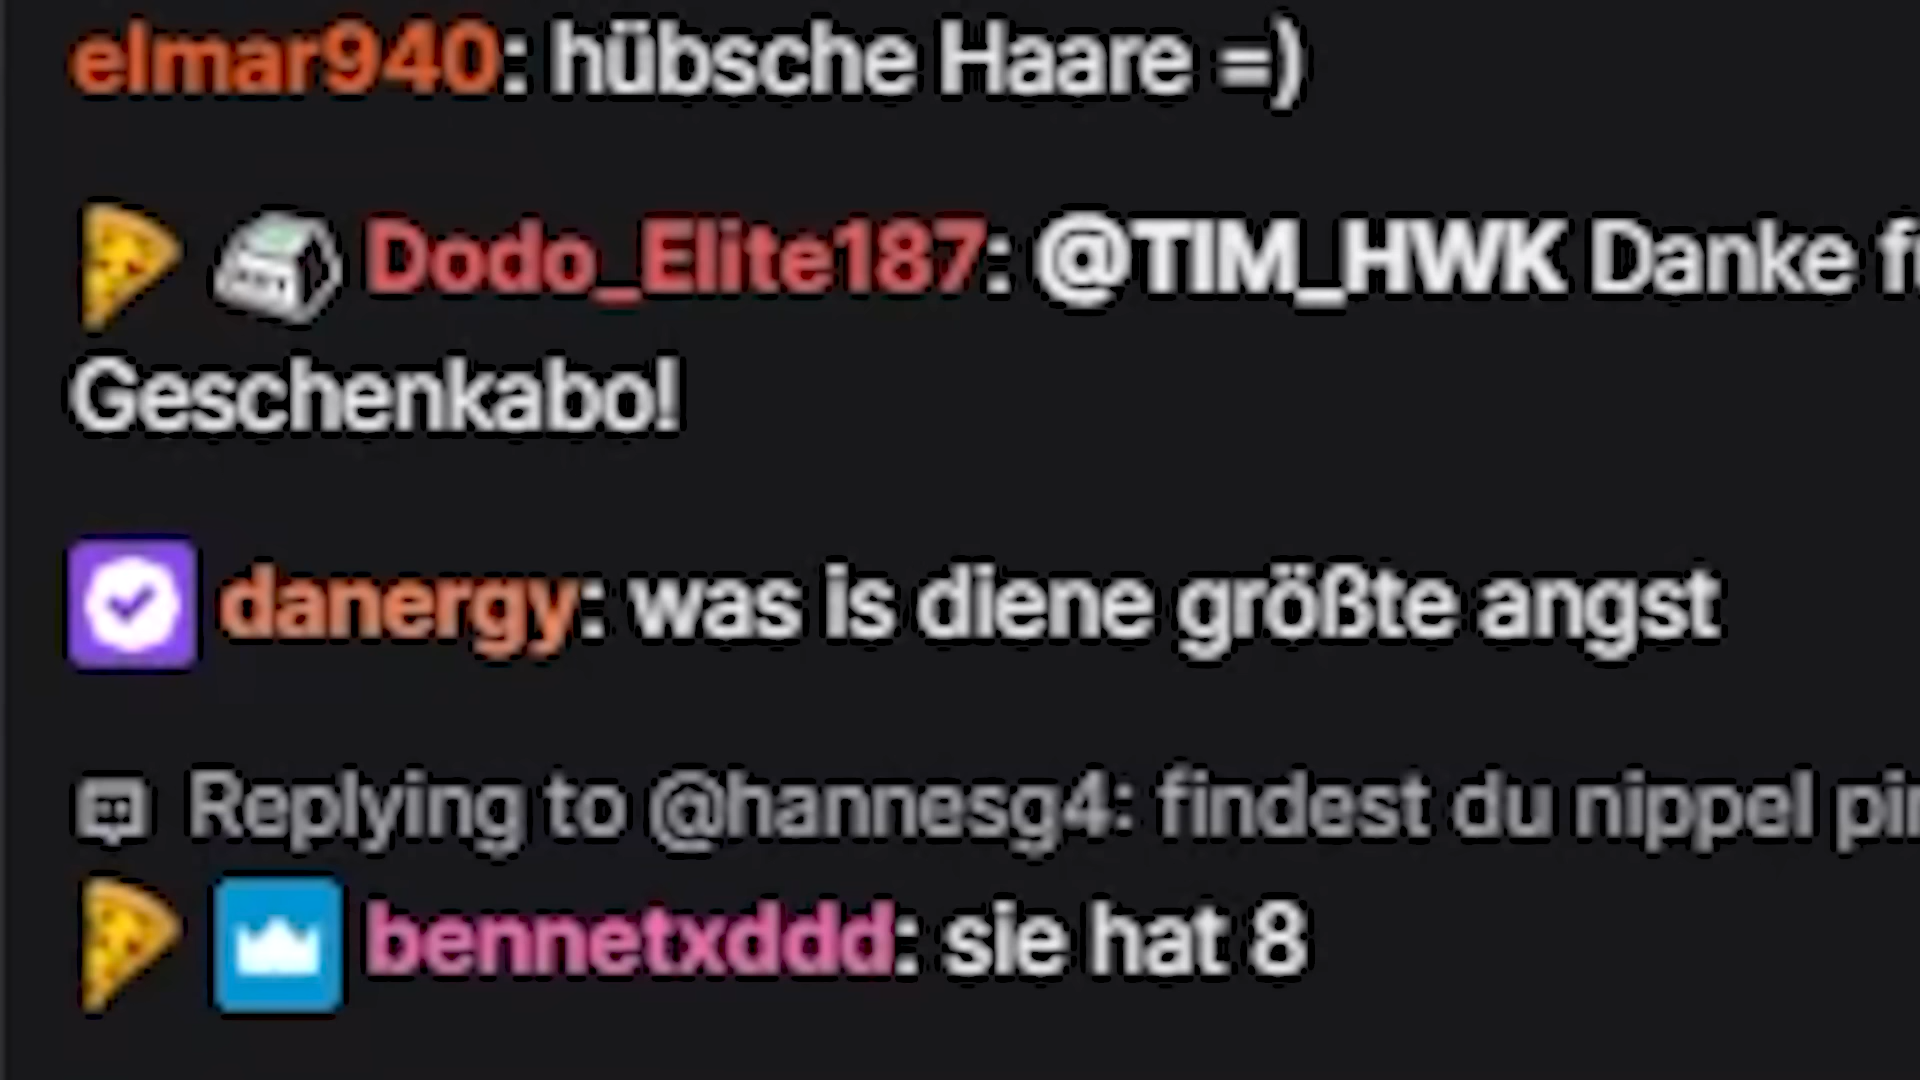 elmar940: hübsche Haare =)
Dodo_Elite187: @TIM_HWK Danke
Geschenkabo!
danergy: was is diene größte angst
Replying to @hannesg4: findest du nippel
bennetxddd: sie hat 8